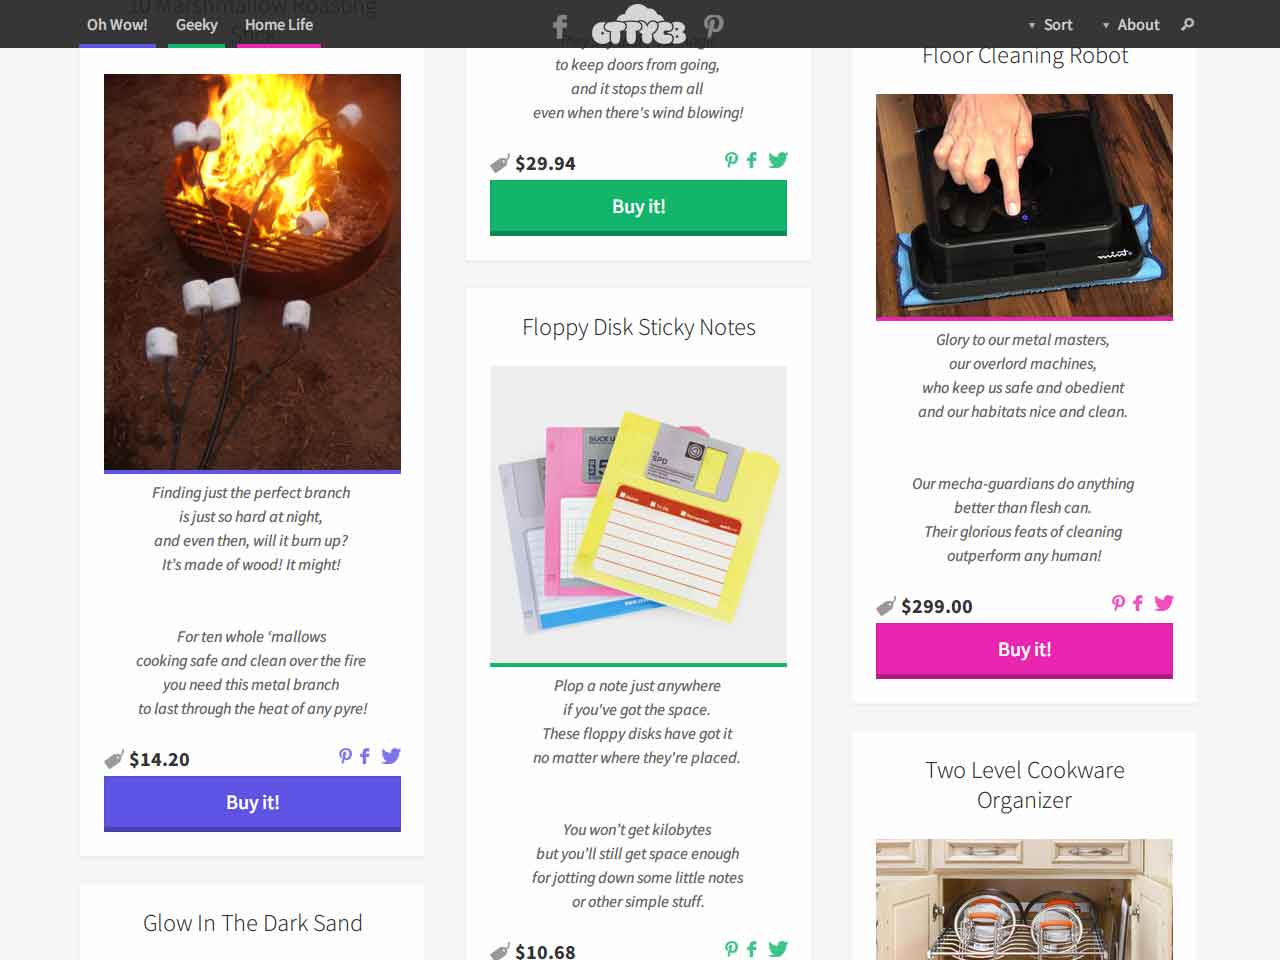 Oh Wow!
Geeky
Home Life
Sort
About
10 Marshmallow Roasting
Finding just the perfect branch
is just so hard at night,
and even then, will it burn up?
It's made of wood! It might!
For ten whole ‘mallows
cooking safe and clean over the fire
you need this metal branch
to last through the heat of any pyre!
$14.20
Buy it!
Glow In The Dark Sand
to keep doors from going,
and it stops them all
even when there's wind blowing!
$29.94
Buy it!
Floppy Disk Sticky Notes
Plop a note just anywhere
if you've got the space.
These floppy disks have got it
no matter where they're placed.
You won’t get kilobytes
but you’ll still get space enough
for jotting down some little notes
or other simple stuff.
$10.68
Floor Cleaning Robot
mint
Glory to our metal masters,
our overlord machines,
who keep us safe and obedient
and our habitats nice and clean.
Our mecha-guardians do anything
better than flesh can.
Their glorious feats of cleaning
outperform any human!
$299.00
Buy it!
Two Level Cookware
Organizer